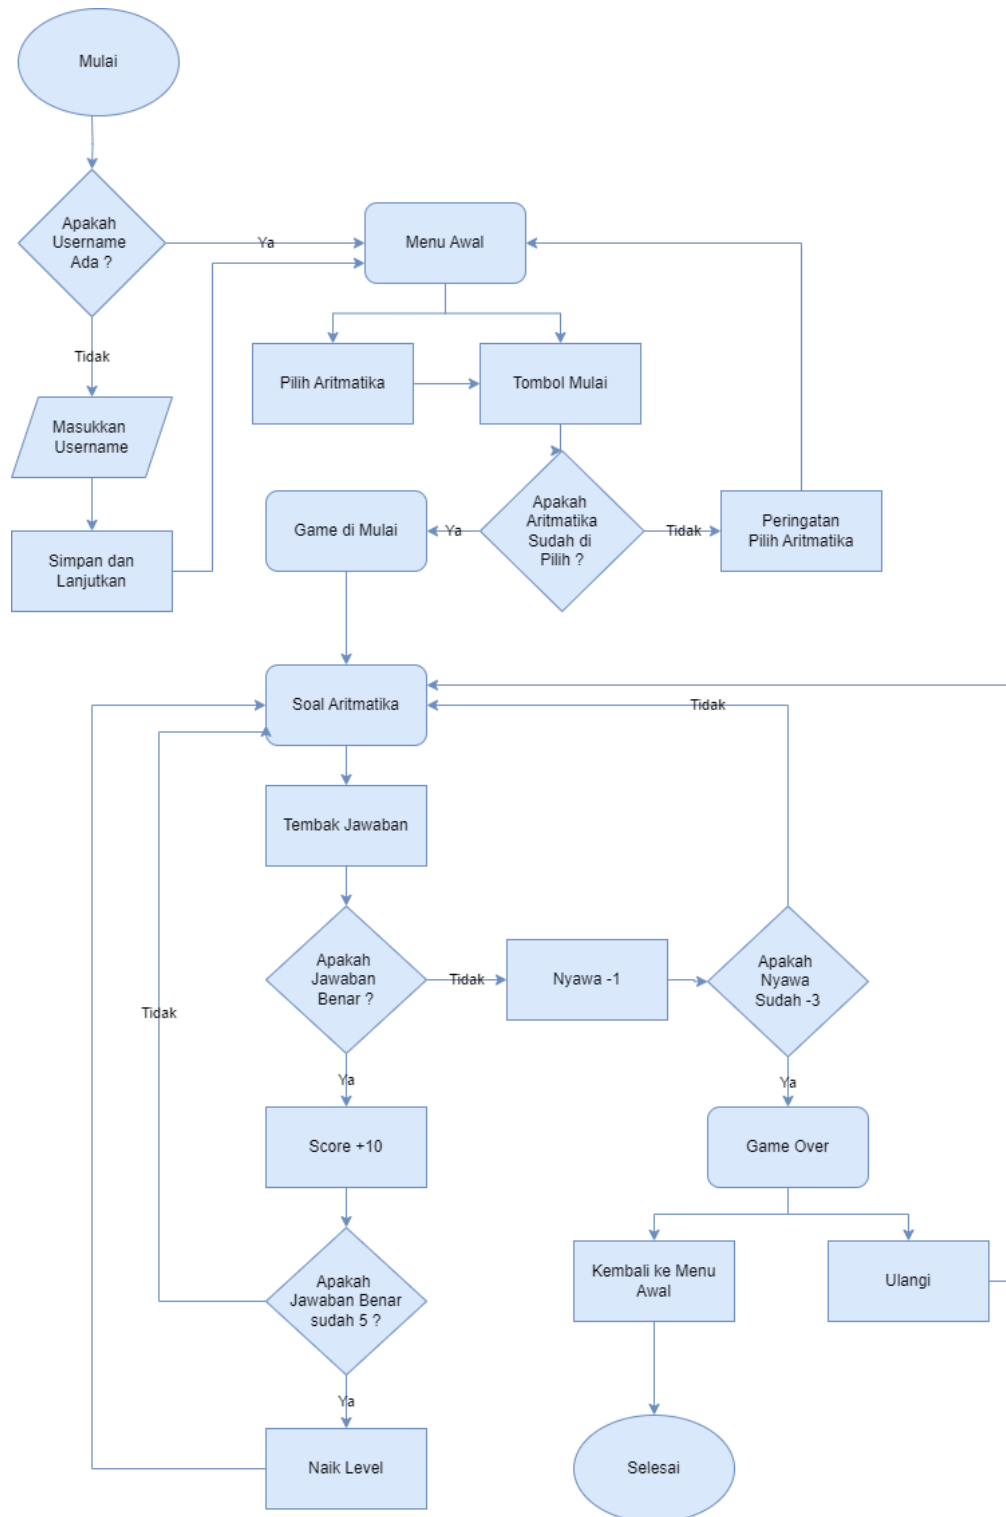 Mulai
Apakah
Username
Ada ?
Ya
Menu Awal
Tidak
Pilih Aritmatika
Tombol Mulai
Masukkan
Username
Apakah
Aritmatika
Sudah di
Pilih ?
Game di Mulai
Ya
Tidak
Peringatan
Pilih Aritmatika
Simpan dan
Lanjutkan
Soal Aritmatika
Tidak
Tembak Jawaban
Apakah
Jawaban
Benar ?
Tidak
Nyawa -1
Apakah
Nyawa
Sudah -3
Tidak
Ya
Ya
Score +10
Game Over
Apakah
Jawaban Benar
sudah 5 ?
Kembali ke Menu
Awal
Ulangi
Ya
Naik Level
Selesai